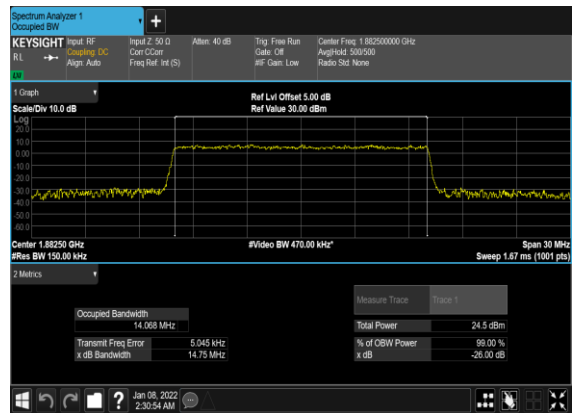 Spectrum Analyzer 1
Occupied BW
KEYSIGHT
R L
LW
Input: RF
Coupling: DC
Align: Auto
Input Z: 50 Ω
Corr CCorr
Freq Ref: Int (S)
Atten: 40 dB
Trig: Free Run
Gate: Off
#IF Gain: Low
Center Freq: 1.882500000 GHz
Avg|Hold: 500/500
Radio Std: None
1 Graph
Scale/Div 10.0 dB
Ref Lvl Offset 5.00 dB
Ref Value 30.00 dBm
Log
20.0
10.0
0.00
-10.0
-20.0
-30.0
-40.0
-50.0
-60.0
Center 1.88250 GHz
#Res BW 150.00 kHz
#Video BW 470.00 kHz*
Span 30 MHz
Sweep 1.67 ms (1001 pts)
2 Metrics
Measure Trace Trace 1
Occupied Bandwidth
14.068 MHz
Total Power 24.5 dBm
Transmit Freq Error 5.045 kHz
% of OBW Power 99.00 %
x dB Bandwidth 14.75 MHz
x dB -26.00 dB
?
Jan 08, 2022
2:30:54 AM